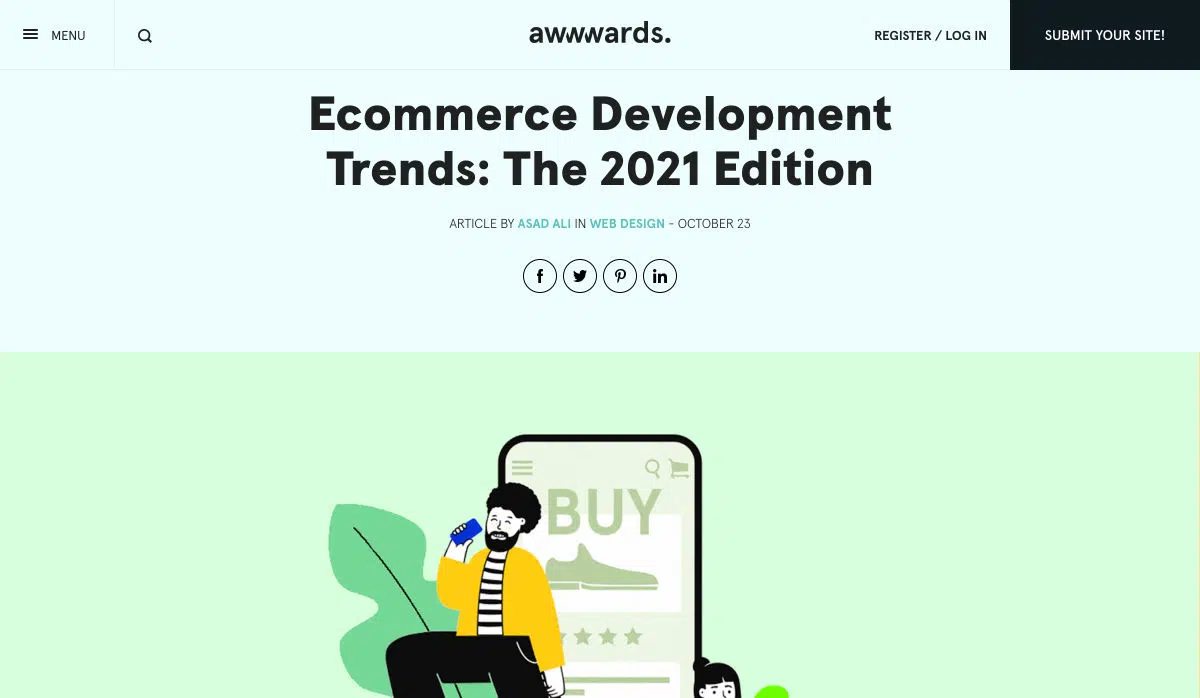 MENU
awwwards.
REGISTER / LOG IN
SUBMIT YOUR SITE!
Ecommerce Development
Trends: The 2021 Edition
ARTICLE BY ASAD ALI IN WEB DESIGN - OCTOBER 23
BUY